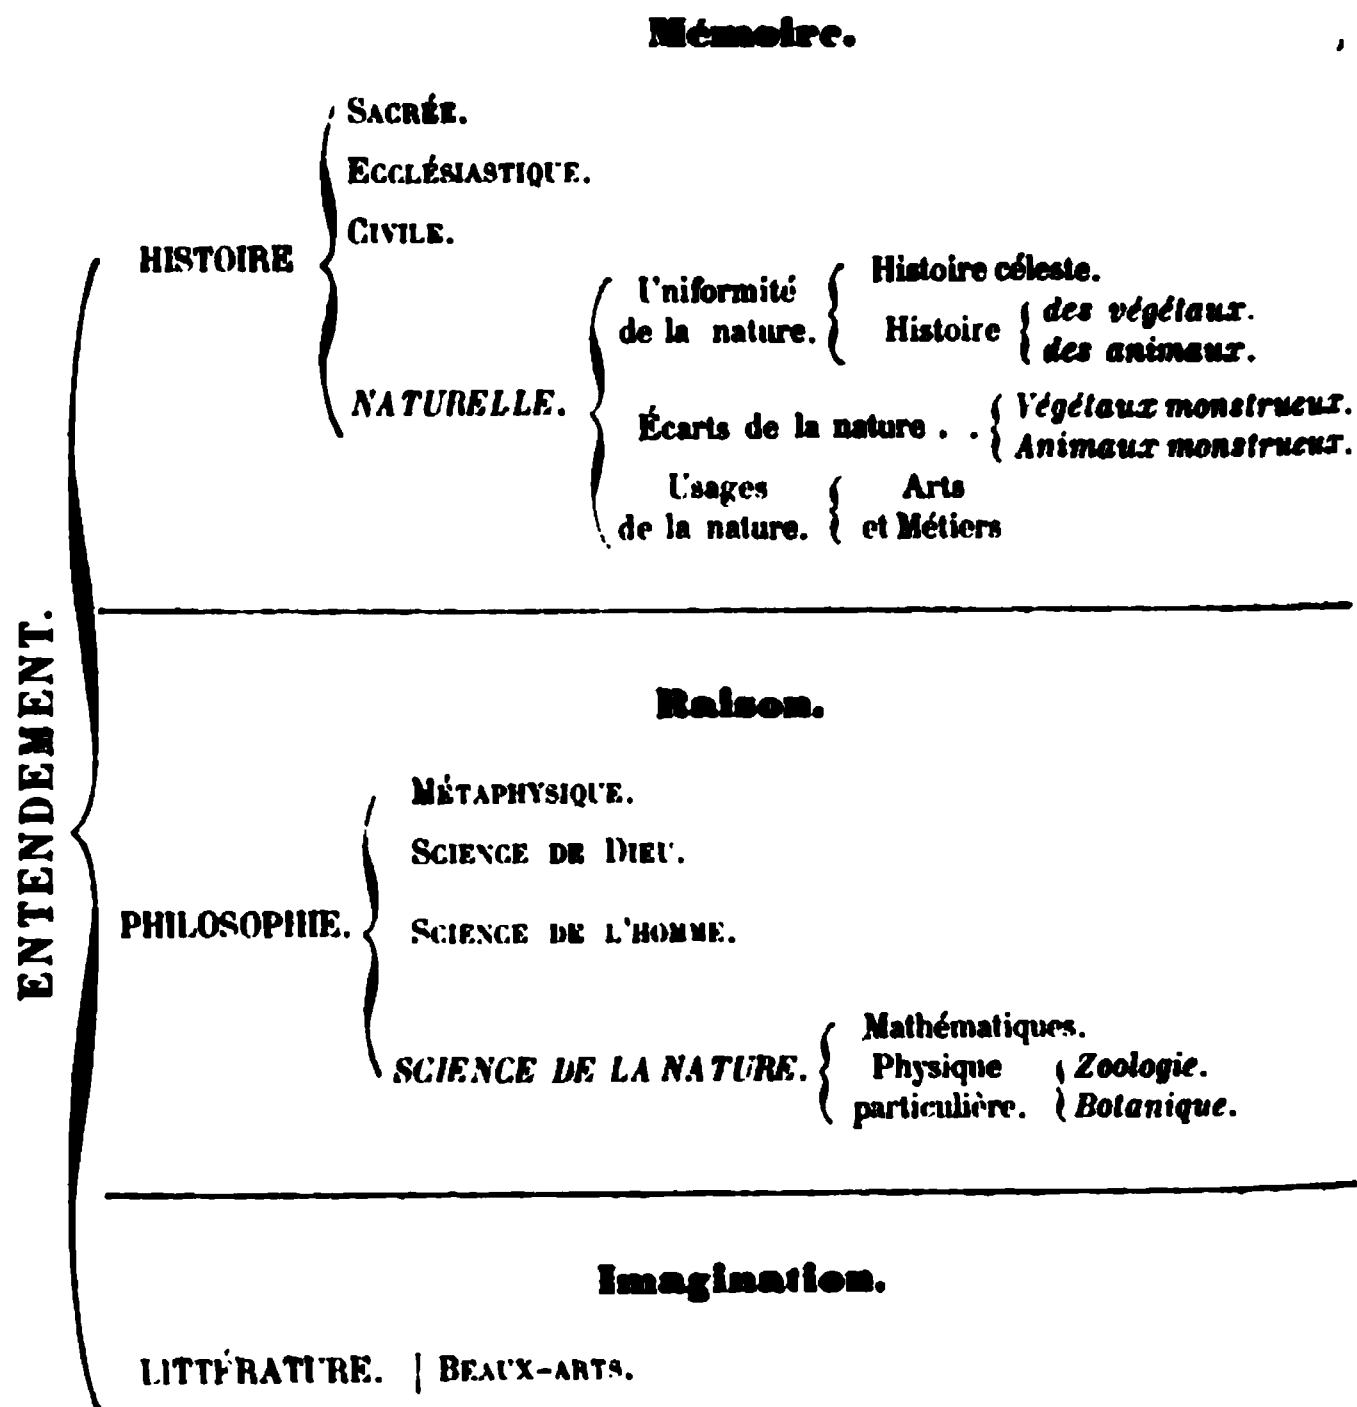 Mémoire.
SACRÉE.
ECCLÉSIASTIQUE.
CIVILE.
HISTOIRE
Uniformité
de la nature.
Histoire céleste.
Histoire
des végétaux.
des animaux.
NATURELLE.
Écarts de la nature . .
Végétaux monstrueux.
Animaux monstrueux.
Usages
de la nature.
Arts
et Métiers
ENTENDEMENT.
Raison.
MÉTAPHYSIQUE.
SCIENCE DE DIEU.
PHILOSOPHIE.
SCIENCE DE L'HOMME.
SCIENCE DE LA NATURE.
Mathématiques.
Physique
particulière.
Zoologie.
Botanique.
Imagination.
LITTÉRATURE.
BEAUX-ARTS.